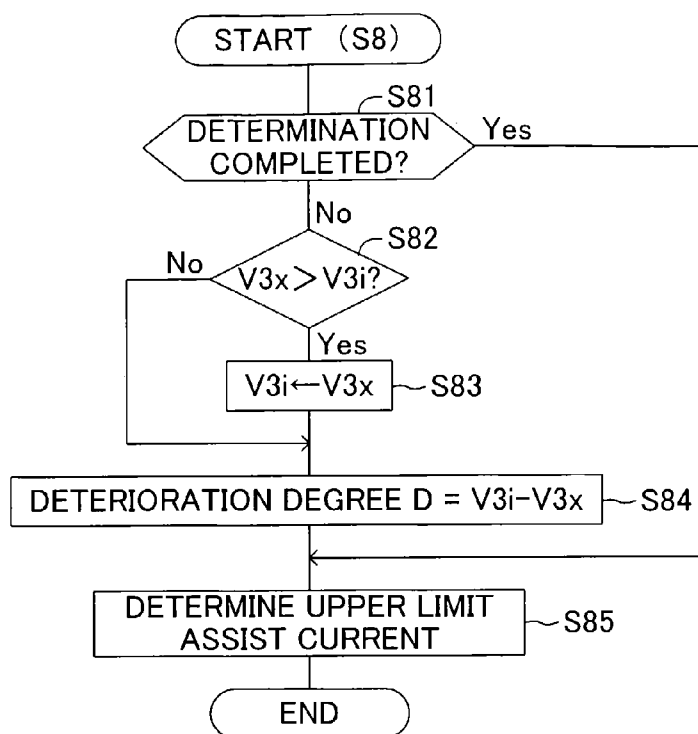 START (S8)
S81
DETERMINATION
COMPLETED?
Yes
No
S82
No
V3x>V3i?
Yes
V3i←V3x
S83
DETERIORATION DEGREE D = V3i-V3x
S84
DETERMINE UPPER LIMIT
ASSIST CURRENT
S85
END